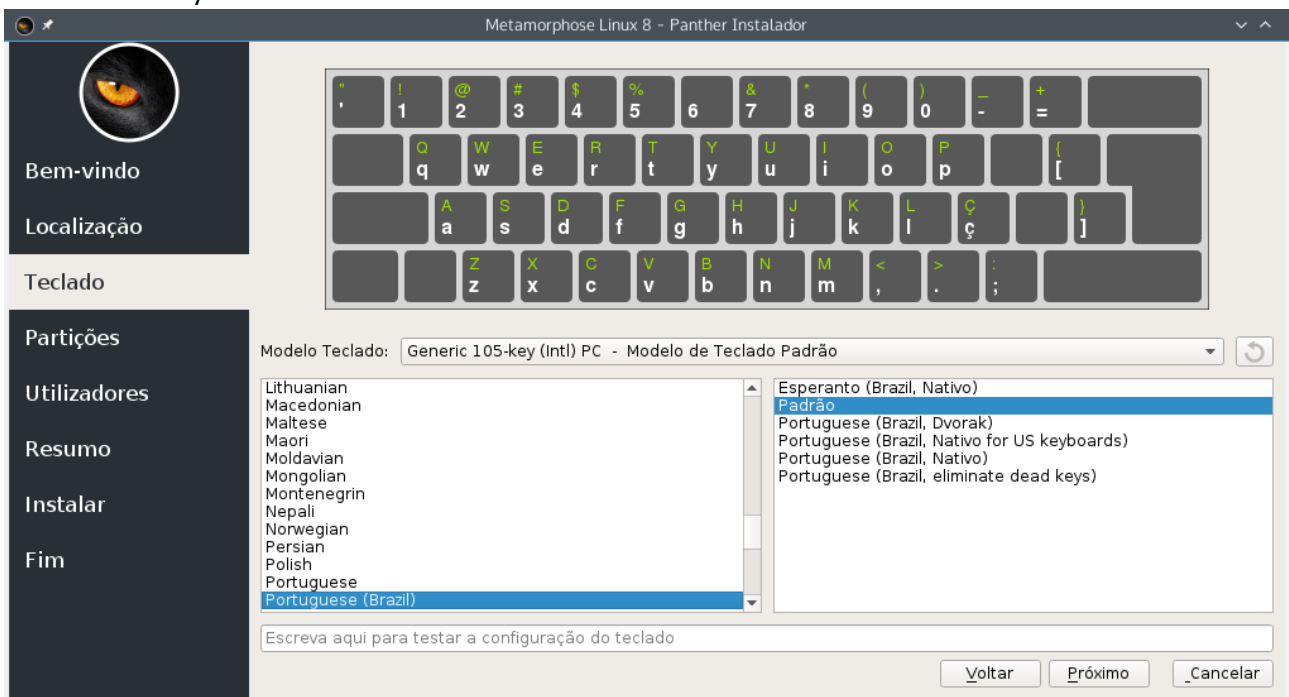 Metamorphose Linux 8 - Panther Instalador
Bem-vindo
Localização
Teclado
Partições
Utilizadores
Resumo
Instalar
Fim
" ! @ # $ % & * ( ) _ +
' 1 2 3 4 5 6 7 8 9 0 - =
Q W E R T Y U I O P {
q w e r t y u i o p [
A S D F G H J K L Ç }
a s d f g h j k l ç ]
Z X C V B N M < > :
z x c v b n m , . ;
Modelo Teclado: Generic 105-key (Intl) PC - Modelo de Teclado Padrão
Lithuanian
Macedonian
Maltese
Maori
Moldavian
Mongolian
Montenegrin
Nepali
Norwegian
Persian
Polish
Portuguese
Portuguese (Brazil)
Esperanto (Brazil, Nativo)
Padrão
Portuguese (Brazil, Dvorak)
Portuguese (Brazil, Nativo for US keyboards)
Portuguese (Brazil, Nativo)
Portuguese (Brazil, eliminate dead keys)
Escreva aqui para testar a configuração do teclado
Voltar Próximo _Cancelar